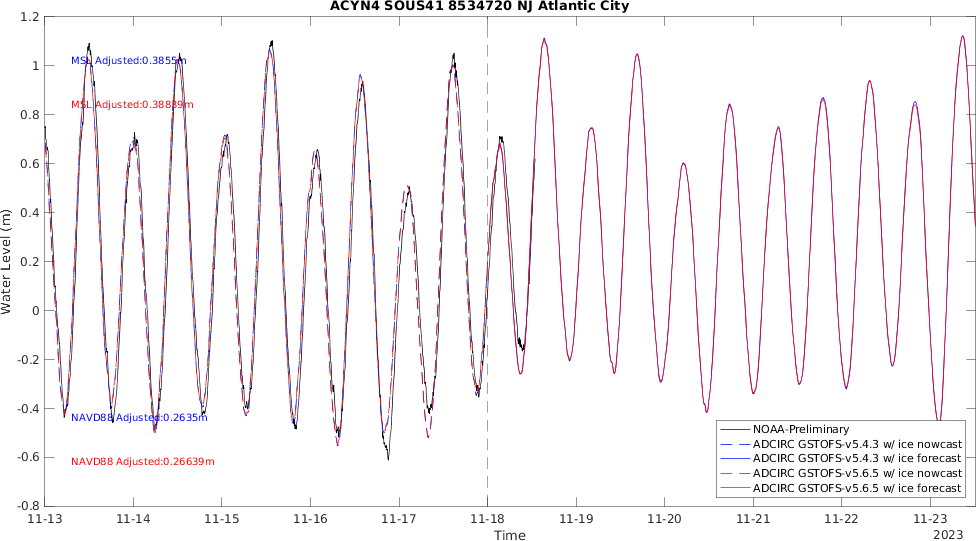 ACYN4 SOUS41 8534720 NJ Atlantic City
1.2
1
0.8
0.6
0.4
0.2
0
-0.2
-0.4
-0.6
-0.8
Water Level (m)
MSL Adjusted:0.3855m
MSL Adjusted:0.38839m
NAVD88 Adjusted:0.2635m
NAVD88 Adjusted:0.26639m
NOAA-Preliminary
ADCIRC GSTOFS-v5.4.3 w/ ice nowcast
ADCIRC GSTOFS-v5.4.3 w/ ice forecast
ADCIRC GSTOFS-v5.6.5 w/ ice nowcast
ADCIRC GSTOFS-v5.6.5 w/ ice forecast
11-13 11-14 11-15 11-16 11-17 11-18 11-19 11-20 11-21 11-22 11-23
Time
2023